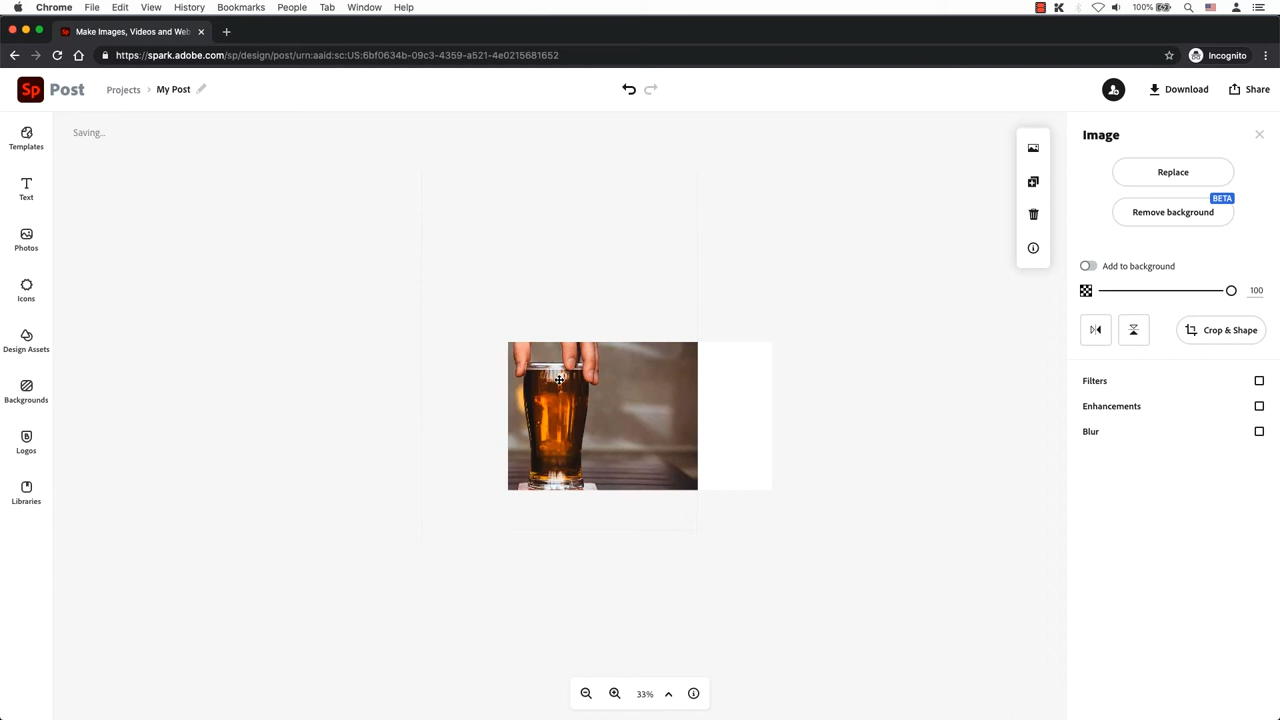 Chrome File Edit View History Bookmarks People Tab Window Help 100%
Make Images, Videos and Web
https://spark.adobe.com/sp/design/post/urn:aaid:sc:US:6bf0634b-09c3-4359-a521-4e0215681652 Incognito
Sp Post Projects > My Post Download Share
Saving...
Templates
Text
Photos
Icons
Design Assets
Backgrounds
Logos
Libraries
33%
Image
Replace
BETA
Remove background
Add to background
100
Crop & Shape
Filters
Enhancements
Blur